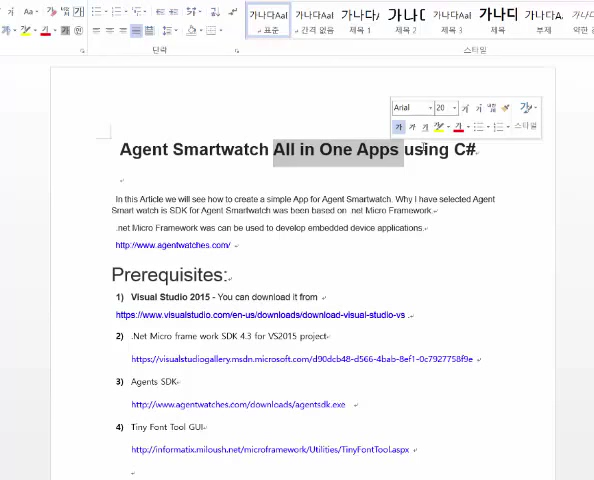 가나다AaI 가나다AaI 가나다A 가나다 가나다AaI 가나다 가나다A
표준 간격 없음 제목 1 제목 2 제목 3 제목 부제 약한
단락 스타일
Arial 20
스타일
Agent Smartwatch All in One Apps using C#
In this Article we will see how to create a simple App for Agent Smartwatch. Why I have selected Agent
Smart watch is SDK for Agent Smartwatch was been based on .net Micro Framework
.net Micro Framework was can be used to develop embedded device applications.
http://www.agentwatches.com/
Prerequisites:
1) Visual Studio 2015 - You can download it from
https://www.visualstudio.com/en-us/downloads/download-visual-studio-vs .
2) .Net Micro frame work SDK 4.3 for VS2015 project
https://visualstudiogallery.msdn.microsoft.com/d90dcb48-d566-4bab-8ef1-0c7927758f9e
3) Agents SDK
http://www.agentwatches.com/downloads/agentsdk.exe
4) Tiny Font Tool GUI
http://informatix.miloush.net/microframework/Utilities/TinyFontTool.aspx